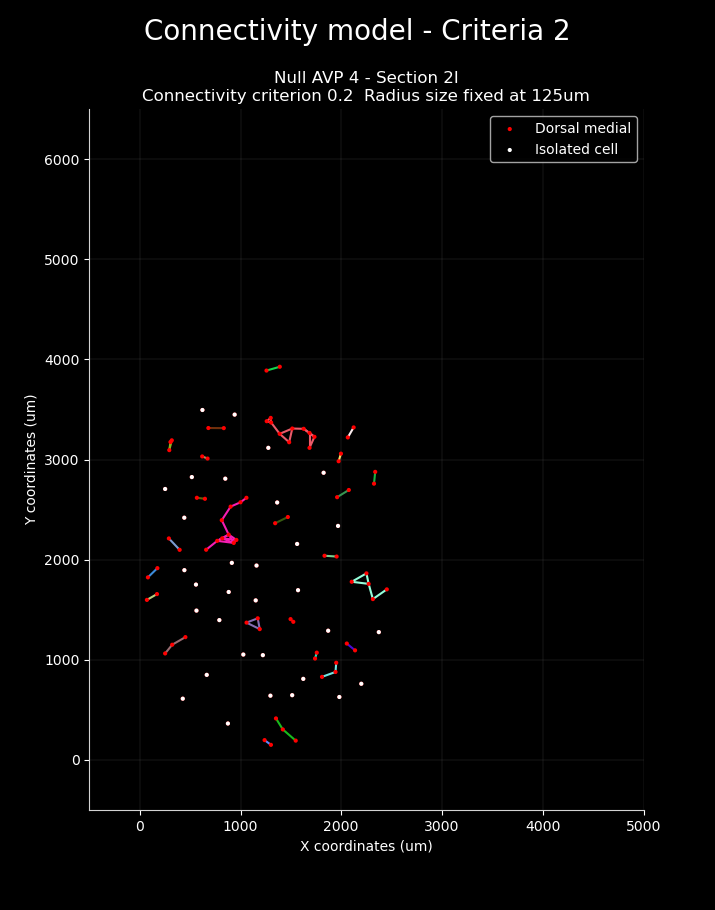 Connectivity model - Criteria 2
Null AVP 4 - Section 2I
Connectivity criterion 0.2  Radius size fixed at 125um
Dorsal medial
Isolated cell
6000
5000
4000
3000
2000
1000
0
Y coordinates (um)
0 1000 2000 3000 4000 5000
X coordinates (um)